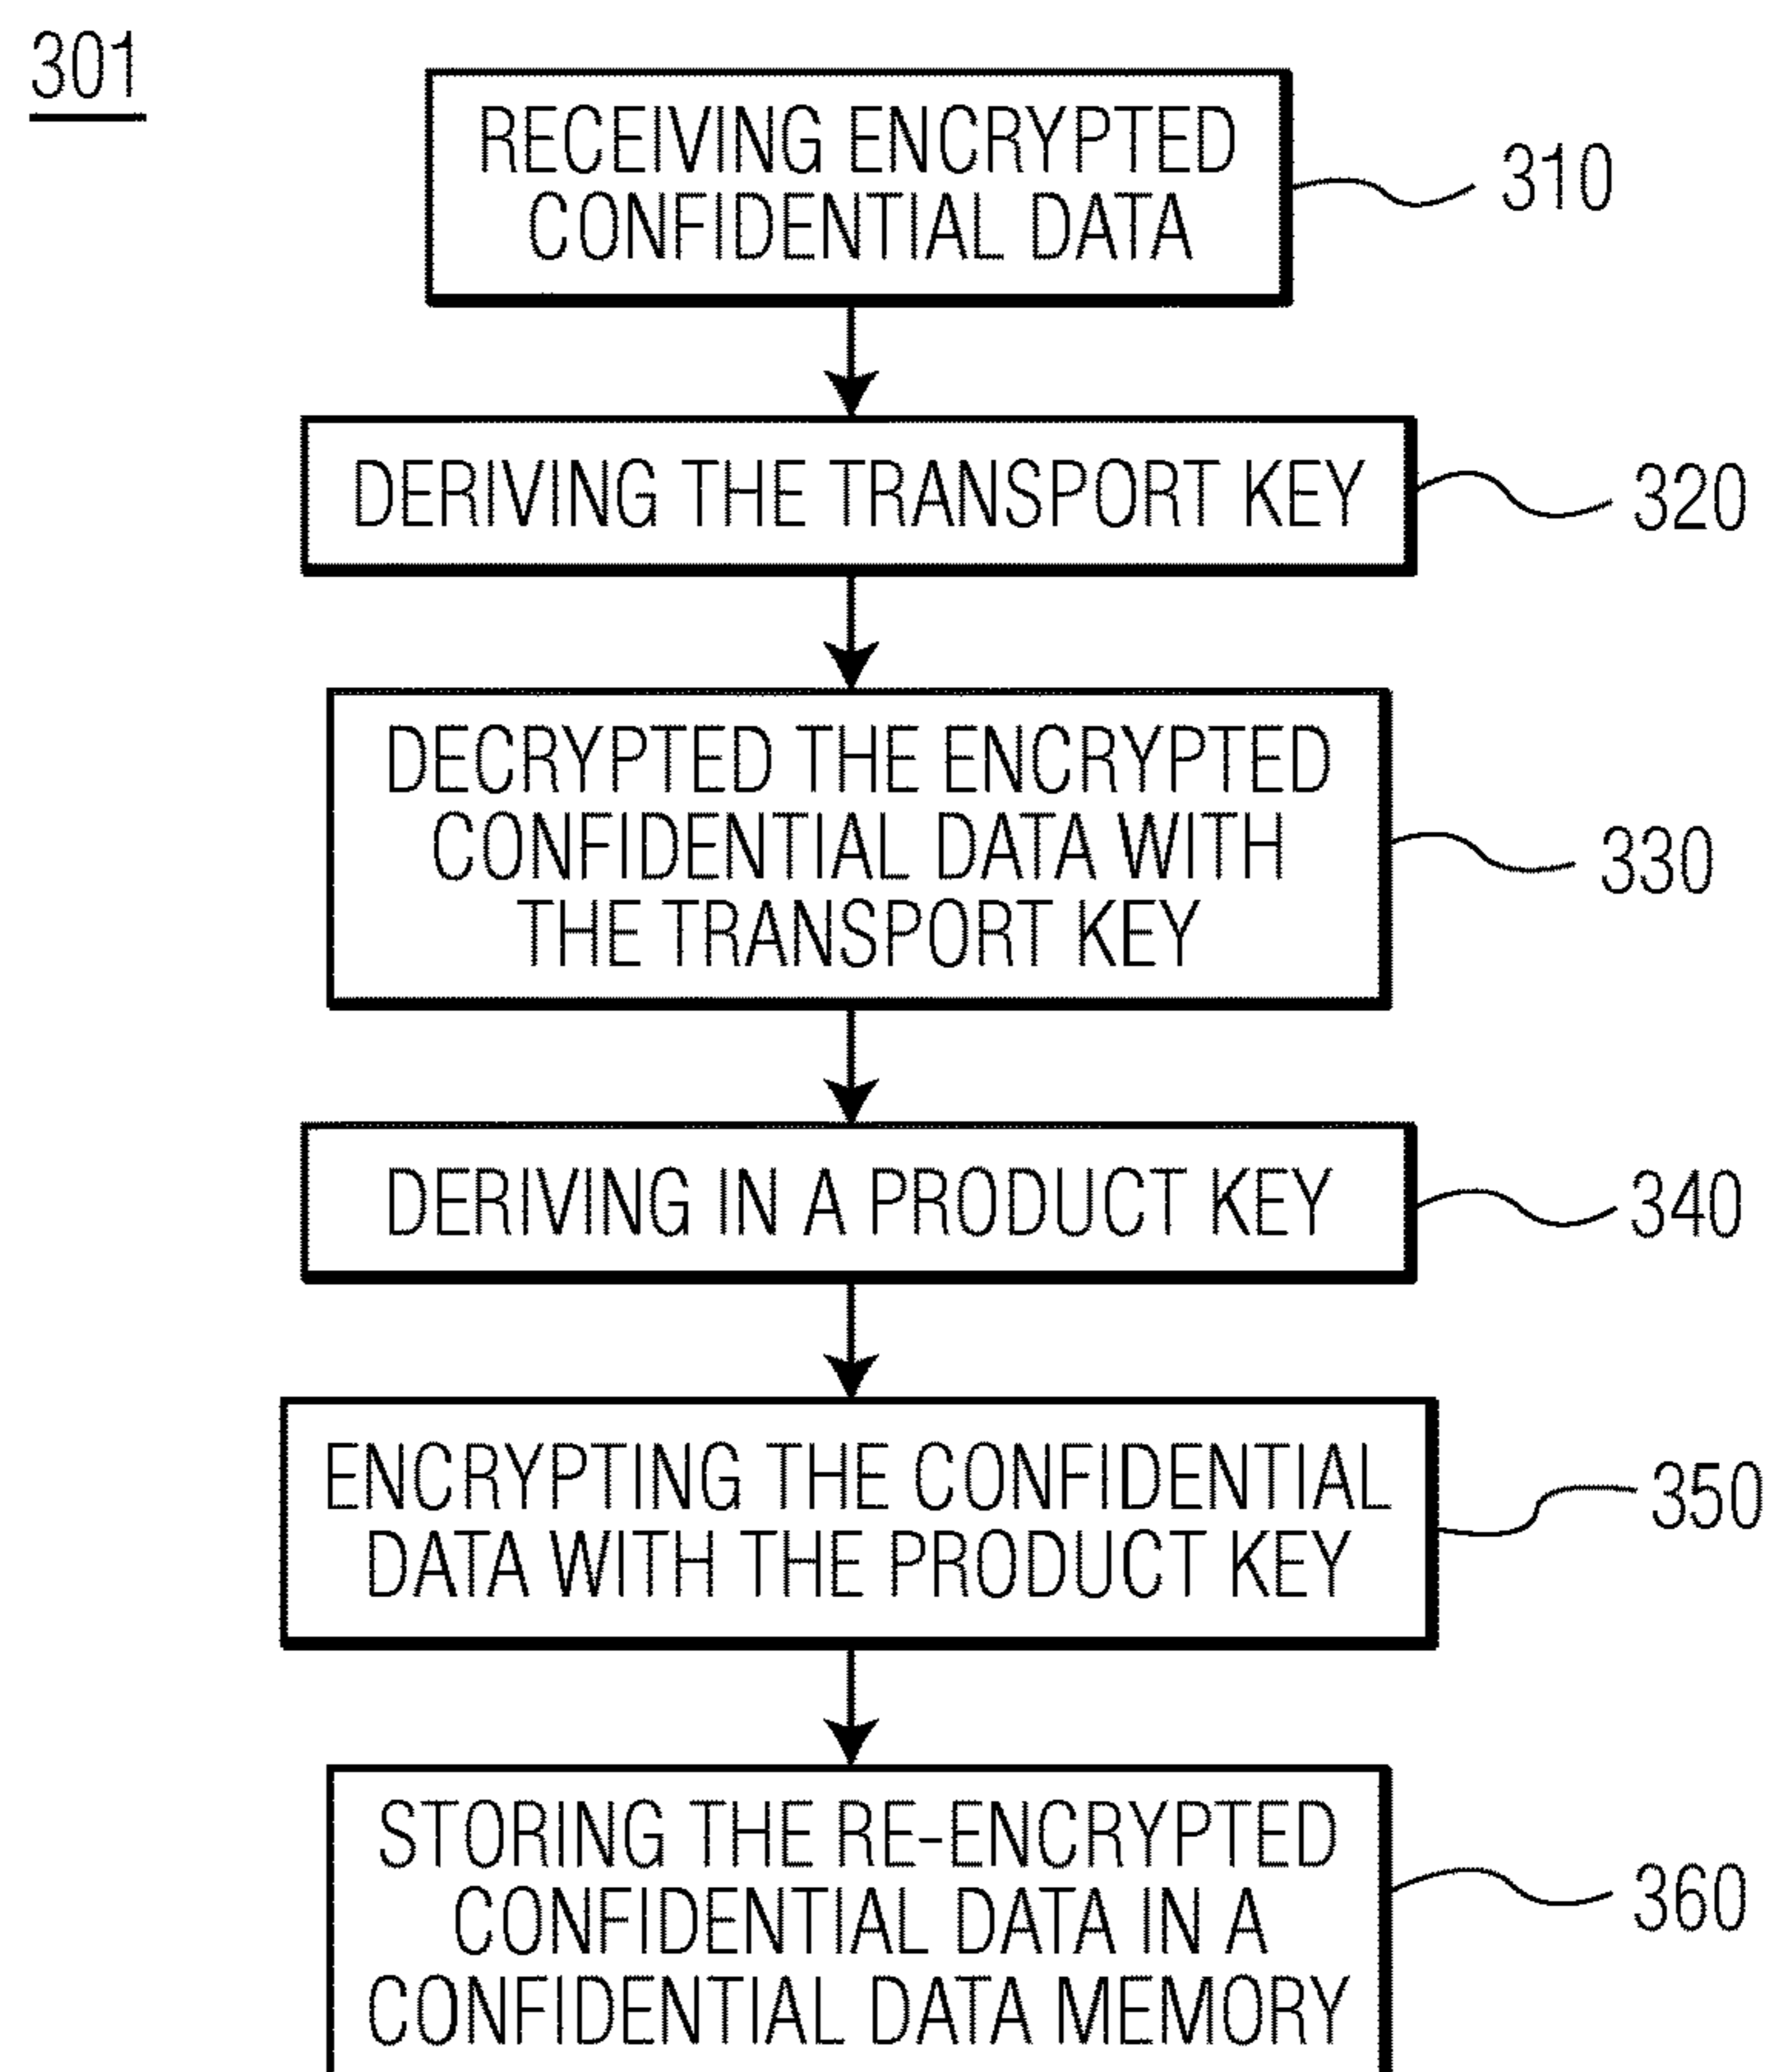 301
RECEIVING ENCRYPTED
CONFIDENTIAL DATA
310
DERIVING THE TRANSPORT KEY
320
DECRYPTED THE ENCRYPTED
CONFIDENTIAL DATA WITH
THE TRANSPORT KEY
330
DERIVING IN A PRODUCT KEY
340
ENCRYPTING THE CONFIDENTIAL
DATA WITH THE PRODUCT KEY
350
STORING THE RE-ENCRYPTED
CONFIDENTIAL DATA IN A
CONFIDENTIAL DATA MEMORY
360